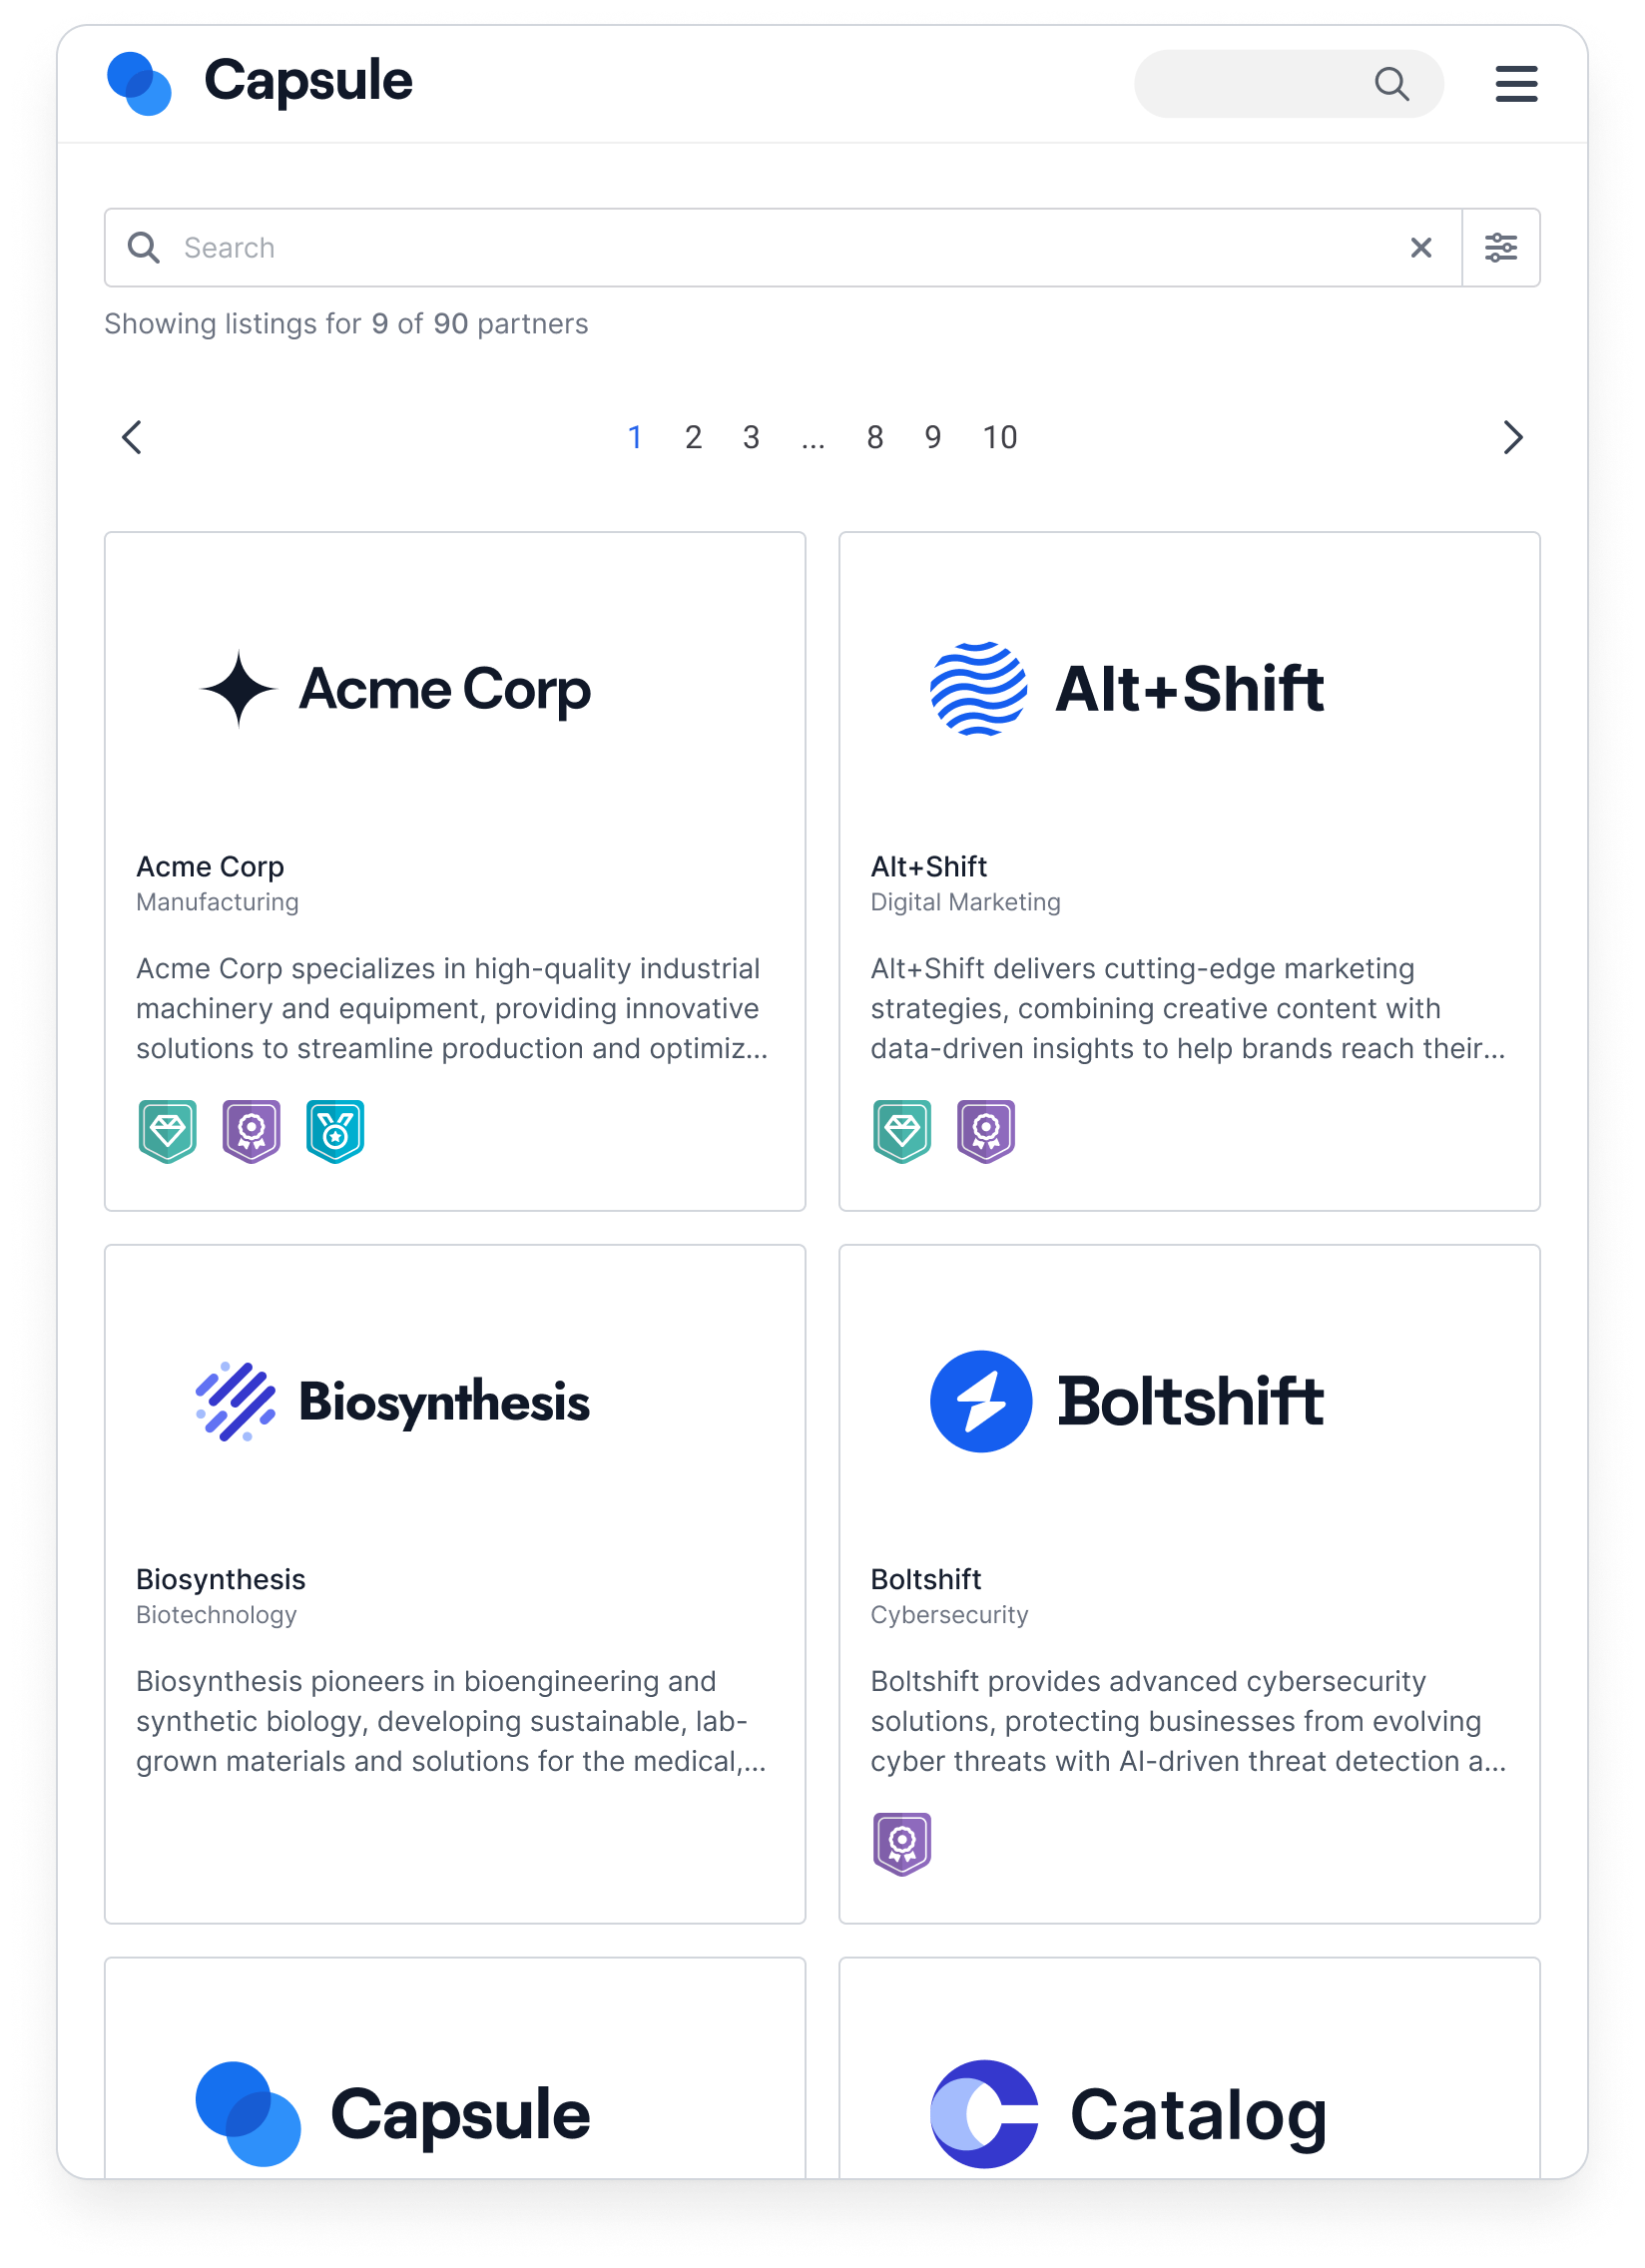 Capsule
Search
Showing listings for 9 of 90 partners
1 2 3 ... 8 9 10
Acme Corp
Alt+Shift
Acme Corp
Manufacturing
Acme Corp specializes in high-quality industrial
machinery and equipment, providing innovative
solutions to streamline production and optimiz...
Alt+Shift
Digital Marketing
Alt+Shift delivers cutting-edge marketing
strategies, combining creative content with
data-driven insights to help brands reach their...
Biosynthesis
Boltshift
Biosynthesis
Biotechnology
Biosynthesis pioneers in bioengineering and
synthetic biology, developing sustainable, lab-
grown materials and solutions for the medical,...
Boltshift
Cybersecurity
Boltshift provides advanced cybersecurity
solutions, protecting businesses from evolving
cyber threats with AI-driven threat detection a...
Capsule
Catalog